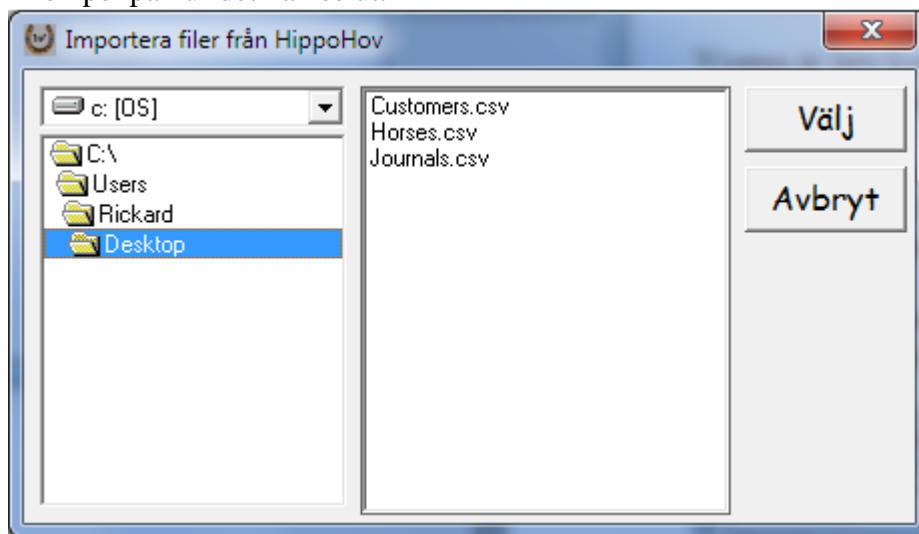 Importera filer från HippoHov
c: [OS]
C:\
Users
Rickard
Desktop
Customers.csv
Horses.csv
Journals.csv
Välj
Avbryt